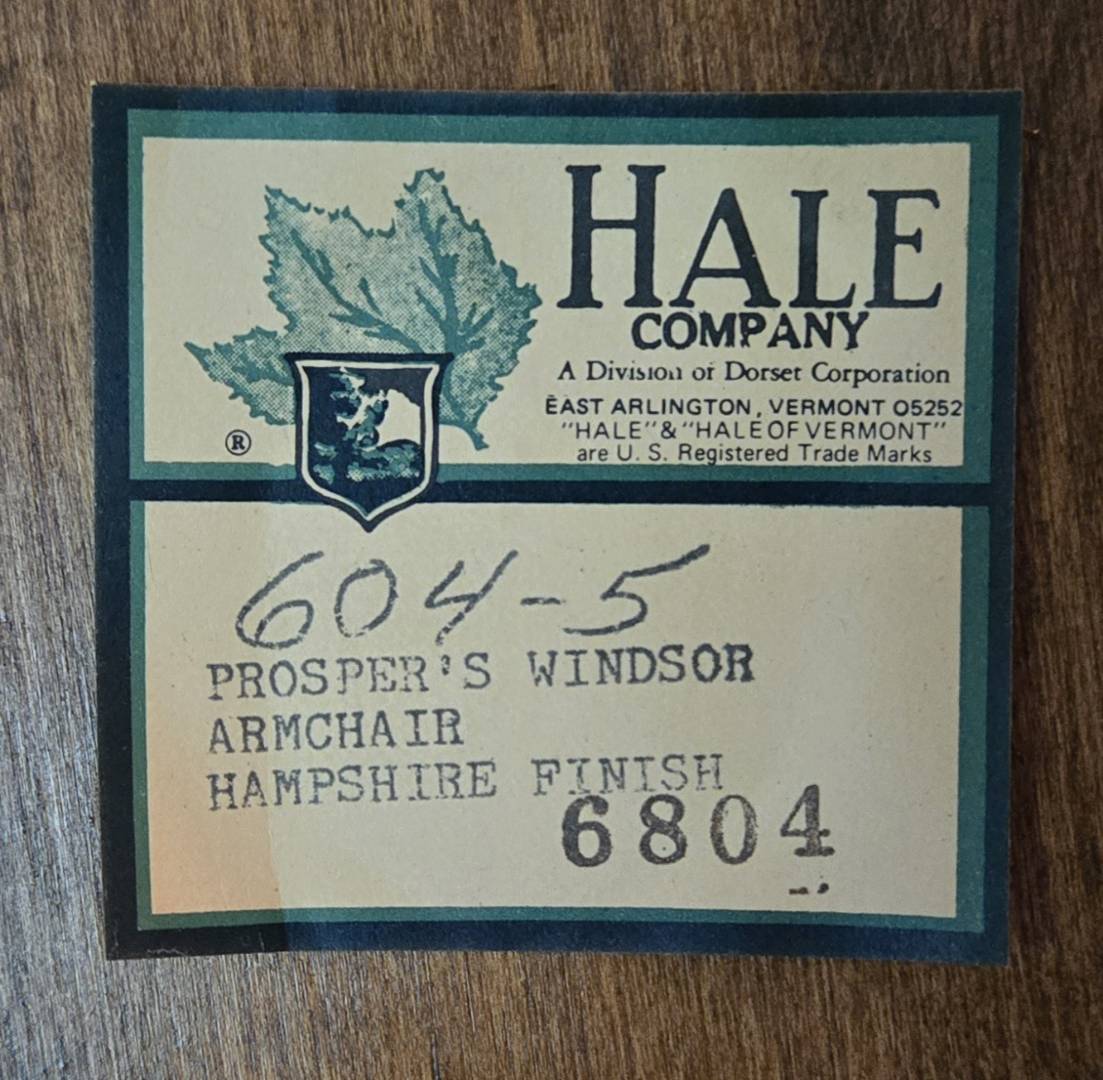 HALE
COMPANY
A Division of Dorset Corporation
EAST ARLINGTON, VERMONT 05252
"HALE" & "HALE OF VERMONT"
are U. S. Registered Trade Marks
®
604-5
PROSPER'S WINDSOR
ARMCHAIR
HAMPSHIRE FINISH
6804